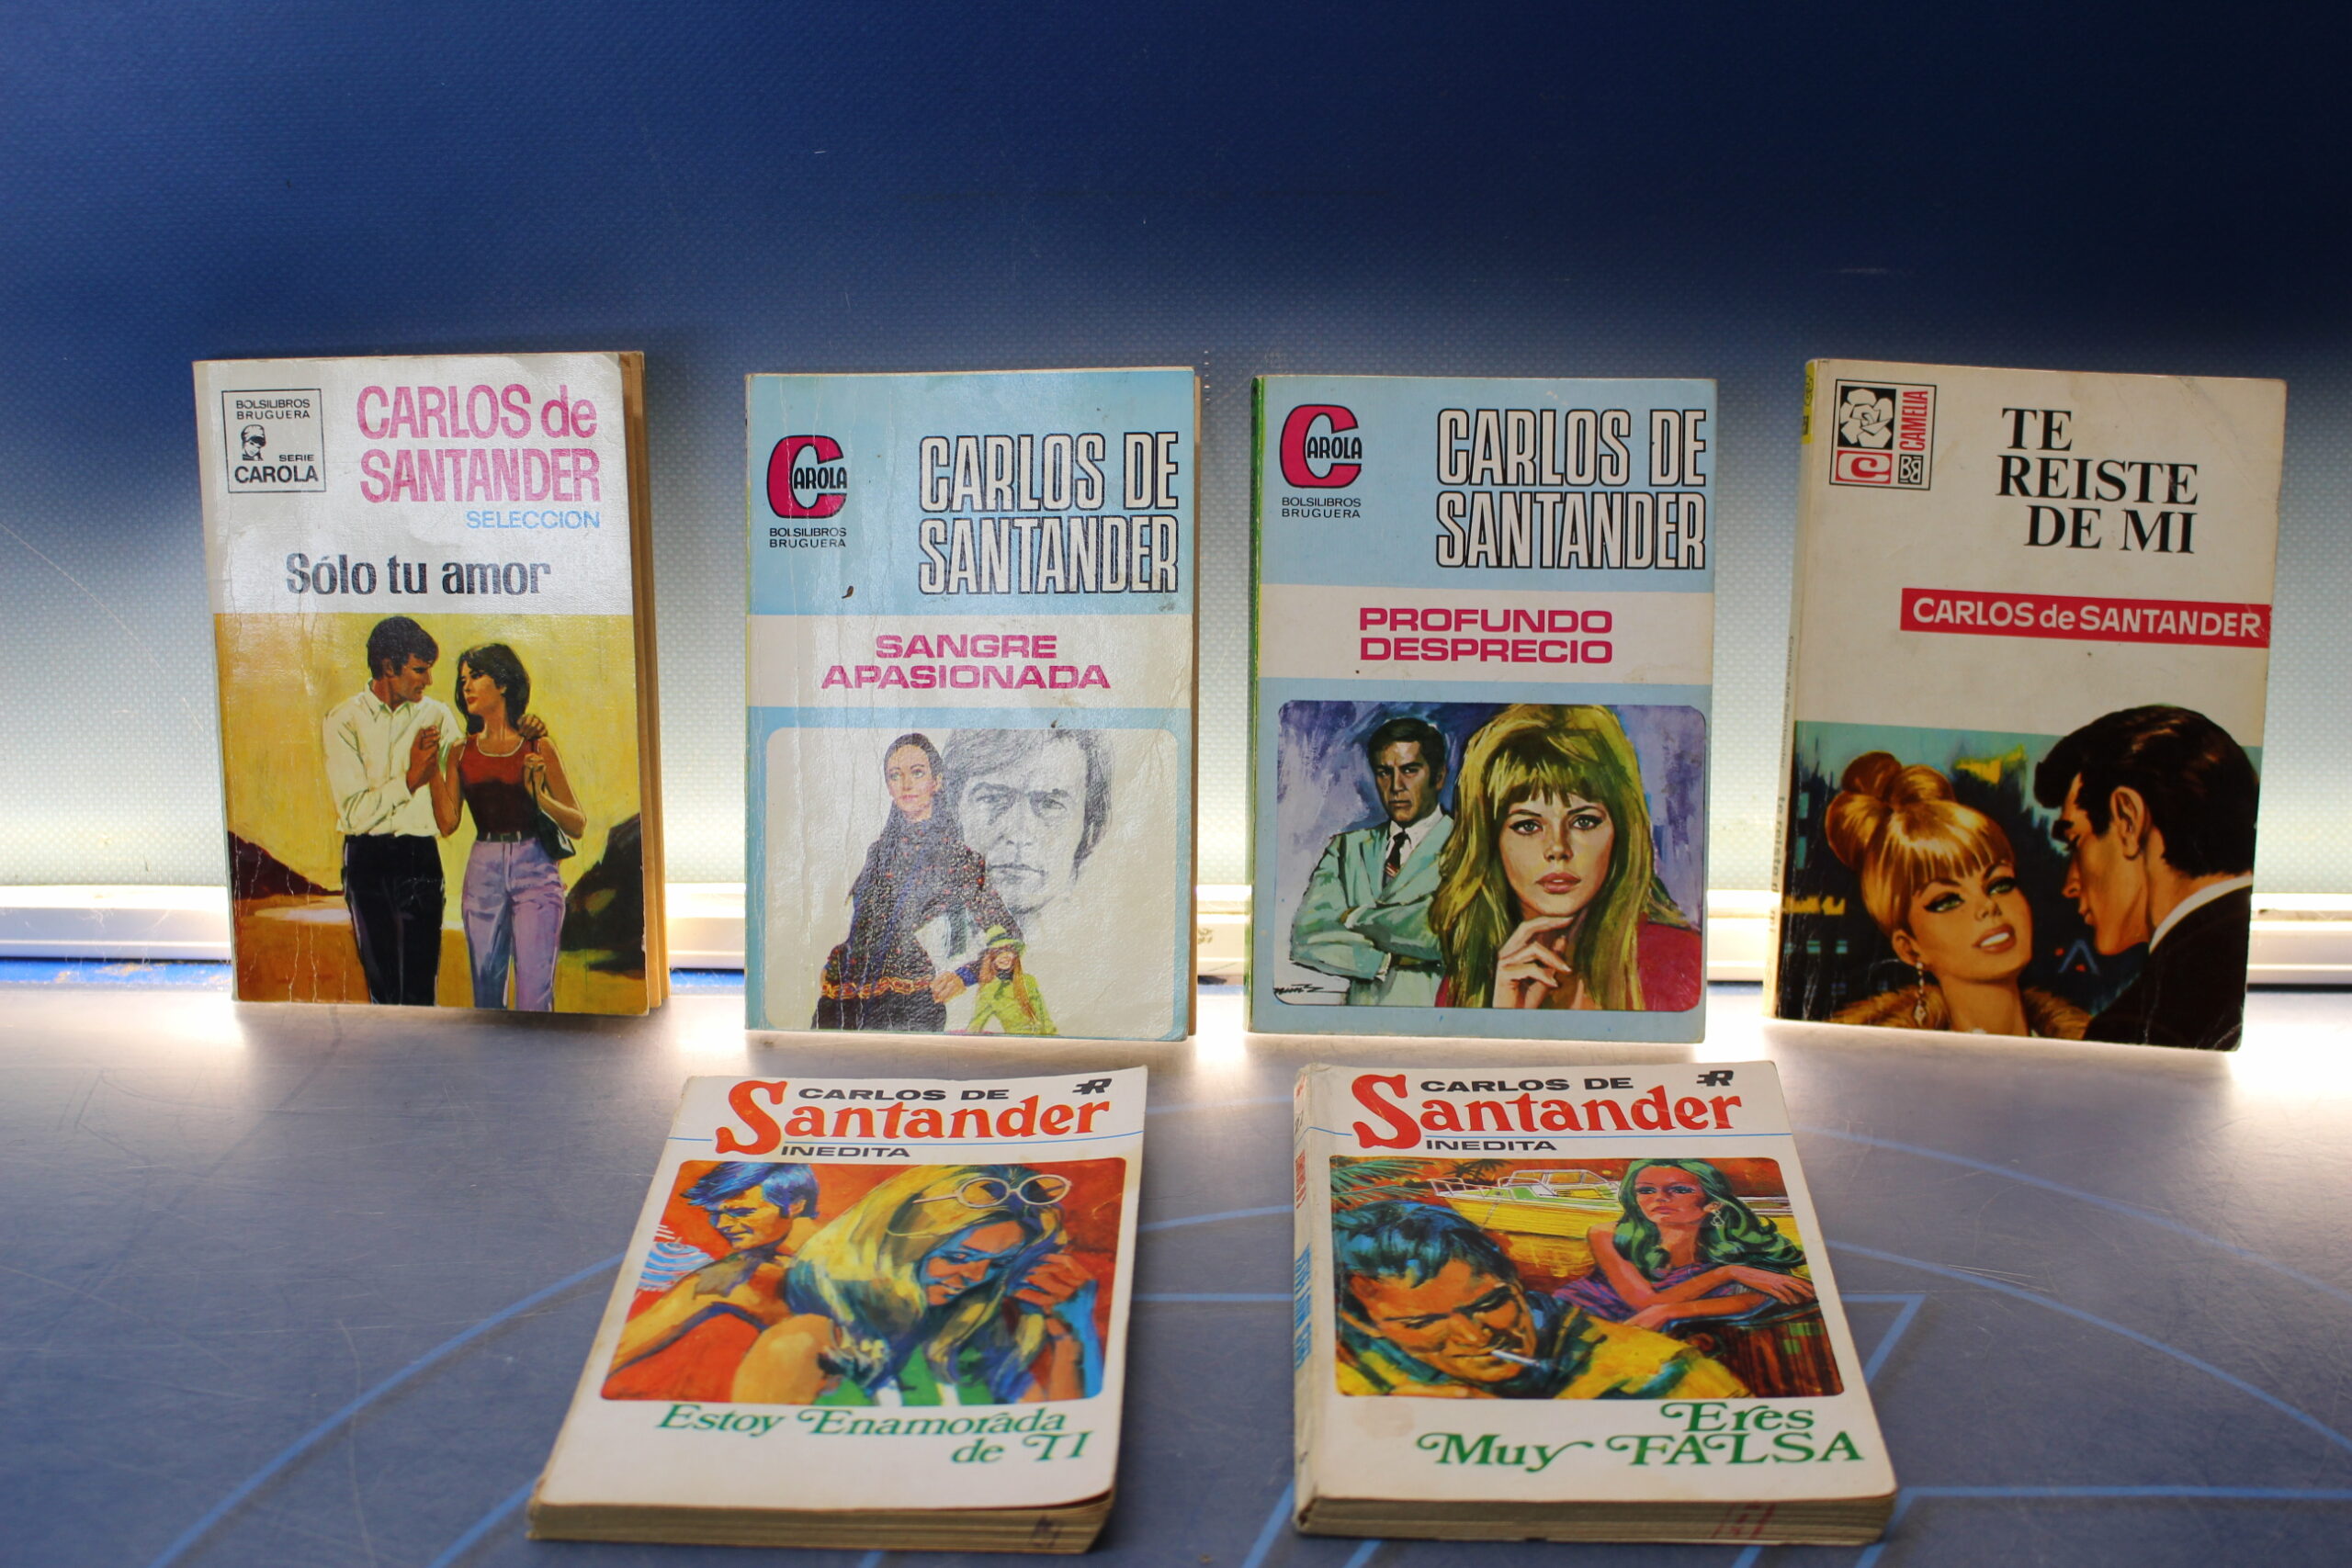 BOLSILIBROS
BRUGUERA
SERIE
CAROLA
CARLOS de
SANTANDER
SELECCION
Sólo tu amor
CAROLA
BOLSILIBROS
BRUGUERA
CARLOS DE
SANTANDER
SANGRE
APASIONADA
CAROLA
BOLSILIBROS
BRUGUERA
CARLOS DE
SANTANDER
PROFUNDO
DESPRECIO
CAMELIA
TE
REISTE
DE MI
CARLOS de SANTANDER
CARLOS DE
Santander
INEDITA
Estoy Enamorada
de TI
CARLOS DE
Santander
INEDITA
Eres
Muy FALSA